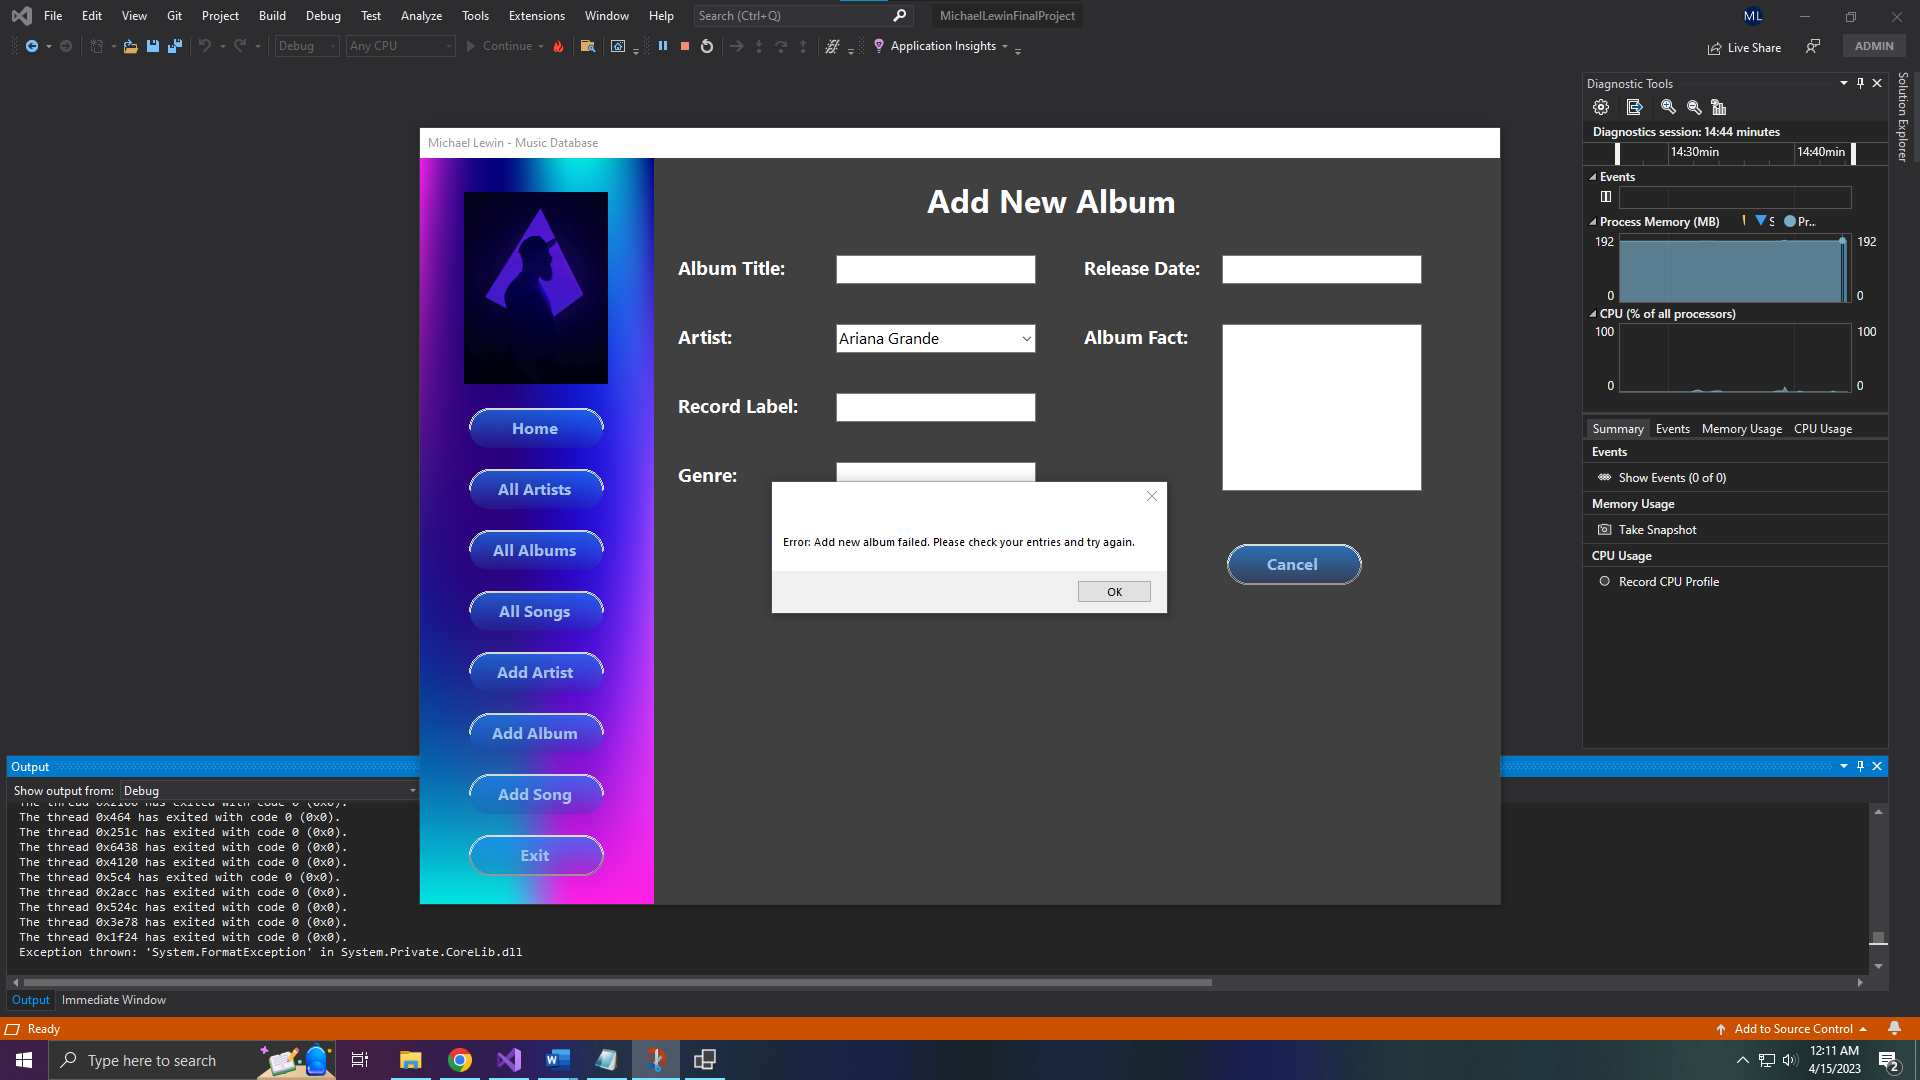 File Edit View Git Project Build Debug Test Analyze Tools Extensions Window Help Search (Ctrl+Q) MichaelLewinFinalProject ML
Debug Any CPU Continue Application Insights Live Share ADMIN
Solution Explorer
Diagnostic Tools
Diagnostics session: 14:44 minutes
14:30min 14:40min
Events
Process Memory (MB) S Pr...
192 192
0 0
CPU (% of all processors)
100 100
0 0
Summary Events Memory Usage CPU Usage
Events
Show Events (0 of 0)
Memory Usage
Take Snapshot
CPU Usage
Record CPU Profile
Michael Lewin - Music Database
Home
All Artists
All Albums
All Songs
Add Artist
Add Album
Add Song
Exit
Add New Album
Album Title: Release Date:
Artist: Ariana Grande Album Fact:
Record Label:
Genre:
Error: Add new album failed. Please check your entries and try again.
OK
Cancel
Output
Show output from: Debug
The thread 0x2160 has exited with code 0 (0x0).
The thread 0x464 has exited with code 0 (0x0).
The thread 0x251c has exited with code 0 (0x0).
The thread 0x6438 has exited with code 0 (0x0).
The thread 0x4120 has exited with code 0 (0x0).
The thread 0x5c4 has exited with code 0 (0x0).
The thread 0x2acc has exited with code 0 (0x0).
The thread 0x524c has exited with code 0 (0x0).
The thread 0x3e78 has exited with code 0 (0x0).
The thread 0x1f24 has exited with code 0 (0x0).
Exception thrown: 'System.FormatException' in System.Private.CoreLib.dll
Output Immediate Window
Ready Add to Source Control
Type here to search
12:11 AM
4/15/2023
2